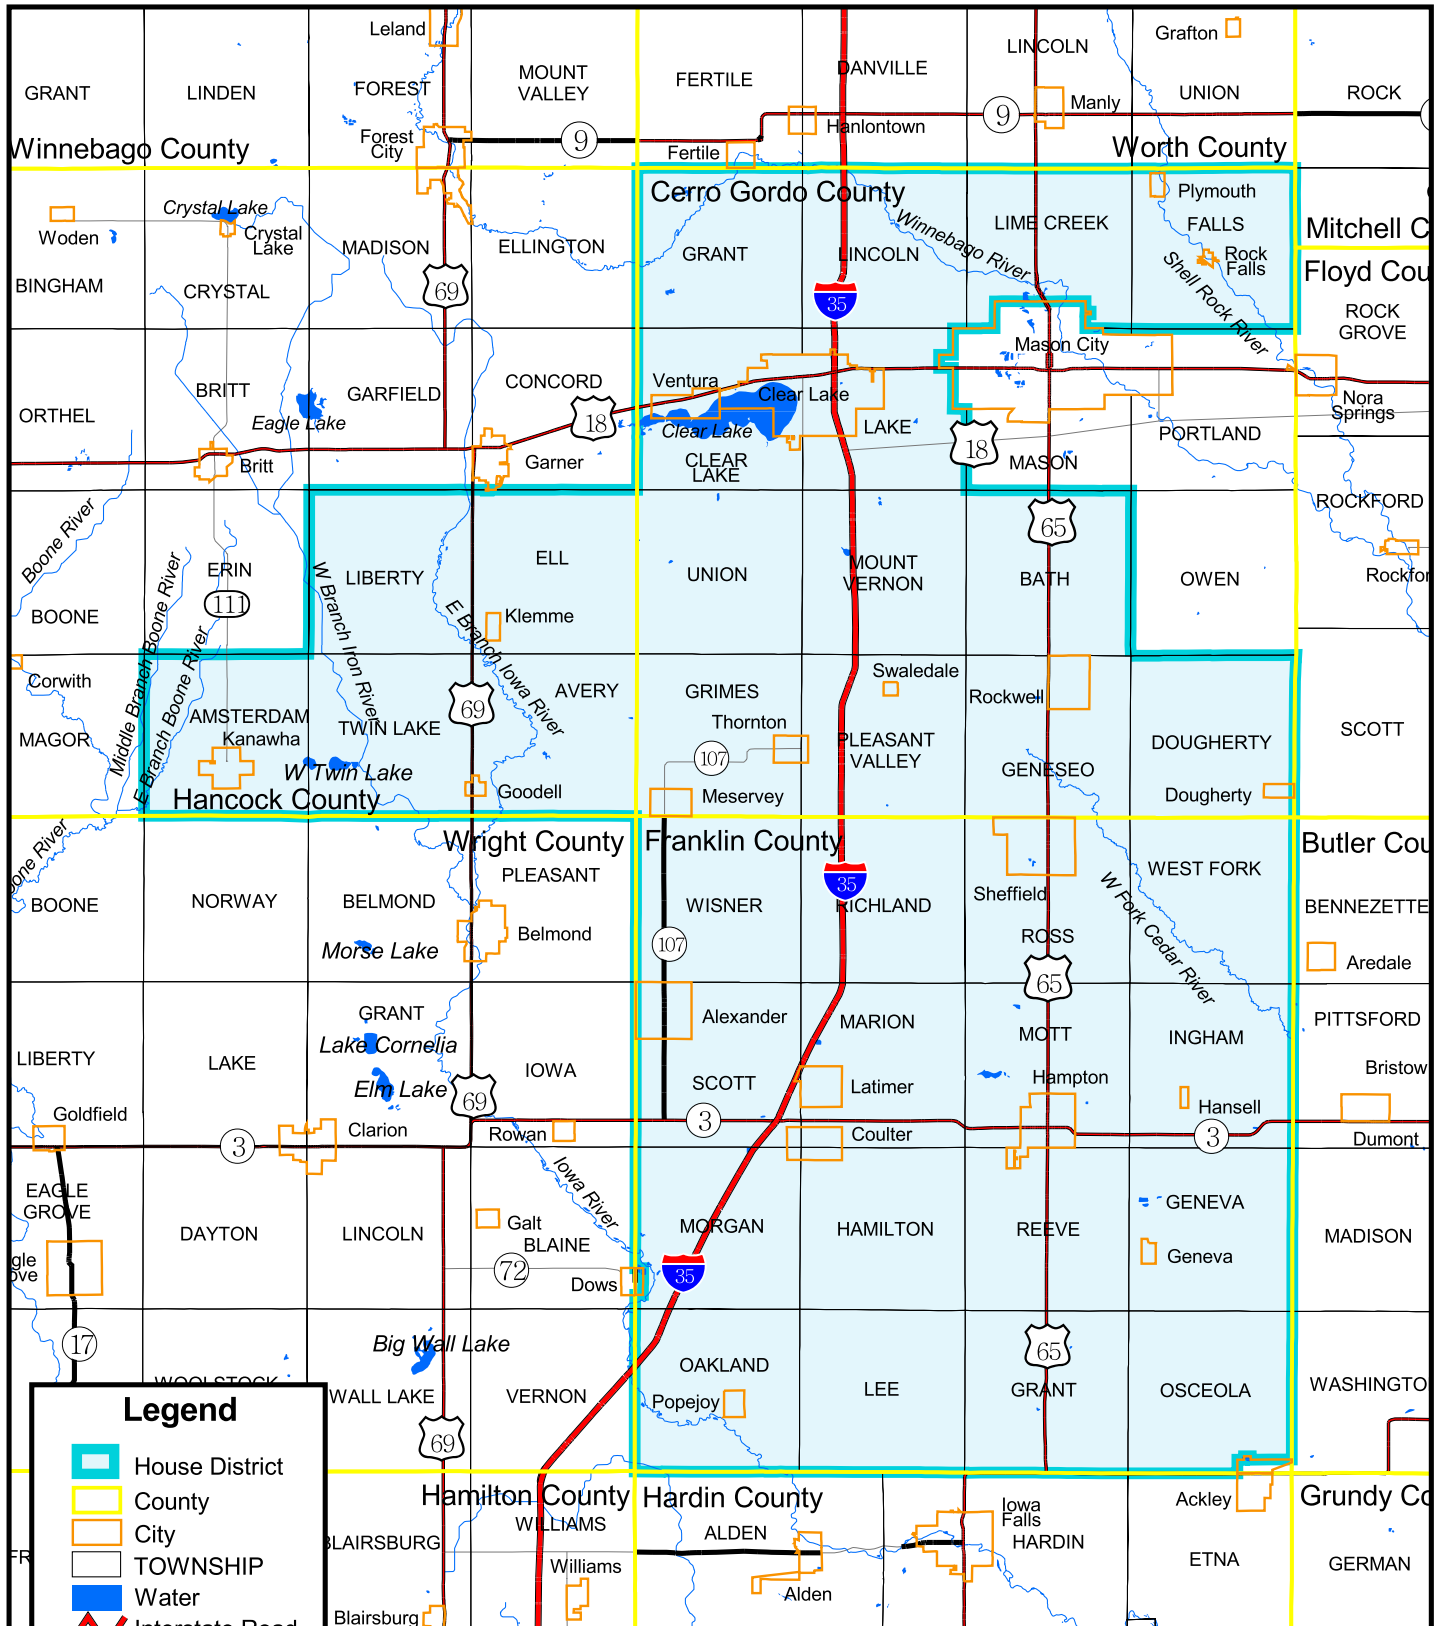 Leland
Grafton
LINCOLN
DANVILLE
MOUNT
VALLEY
FERTILE
GRANT
LINDEN
FOREST
UNION
ROCK
Manly
9
Hanlontown
Forest
City
9
Fertile
Winnebago County
Worth County
Cerro Gordo County
Plymouth
Crystal Lake
Woden
Crystal
Lake
MADISON
ELLINGTON
GRANT
LINCOLN
Winnebago River
LIME CREEK
FALLS
Rock
Falls
Shell Rock River
Mitchell C
Floyd Cou
BINGHAM
CRYSTAL
69
35
ROCK
GROVE
Mason City
ORTHEL
BRITT
GARFIELD
CONCORD
Ventura
Clear Lake
Nora
Springs
Eagle Lake
18
Clear Lake
LAKE
18
PORTLAND
Britt
Garner
CLEAR
LAKE
MASON
ROCKFORD
Boone River
65
ERIN
LIBERTY
ELL
UNION
MOUNT
VERNON
BATH
OWEN
Rockfor
111
BOONE
Klemme
W Branch Iron River
E Branch Iowa River
Middle Branch Boone River
E Branch Boone River
Corwith
AVERY
GRIMES
Swaledale
Rockwell
AMSTERDAM
Kanawha
TWIN LAKE
69
Thornton
MAGOR
PLEASANT
VALLEY
DOUGHERTY
SCOTT
107
GENESEO
W Twin Lake
Goodell
Meservey
Dougherty
Hancock County
Wright County
Franklin County
Butler Cou
oone River
PLEASANT
35
WEST FORK
BOONE
NORWAY
BELMOND
WISNER
RICHLAND
Sheffield
W Fork Cedar River
BENNEZETTE
Belmond
107
ROSS
Morse Lake
65
Aredale
GRANT
Alexander
MARION
MOTT
INGHAM
PITTSFORD
Lake Cornelia
LIBERTY
LAKE
IOWA
Bristow
Elm Lake
69
SCOTT
Latimer
Hampton
Hansell
Goldfield
3
Clarion
Rowan
3
Coulter
3
Dumont
Iowa River
EAGLE
GROVE
GENEVA
Galt
DAYTON
LINCOLN
BLAINE
MORGAN
HAMILTON
REEVE
MADISON
gle
ove
72
Dows
35
Geneva
17
Big Wall Lake
65
OAKLAND
WOOLSTOCK
WALL LAKE
VERNON
Popejoy
LEE
GRANT
OSCEOLA
WASHINGTO
69
Legend
House District
County
City
TOWNSHIP
Water
Interstate Road
Hamilton County
Hardin County
Ackley
Grundy Co
WILLIAMS
Iowa
Falls
FR
BLAIRSBURG
ALDEN
HARDIN
ETNA
GERMAN
Williams
Alden
Blairsburg